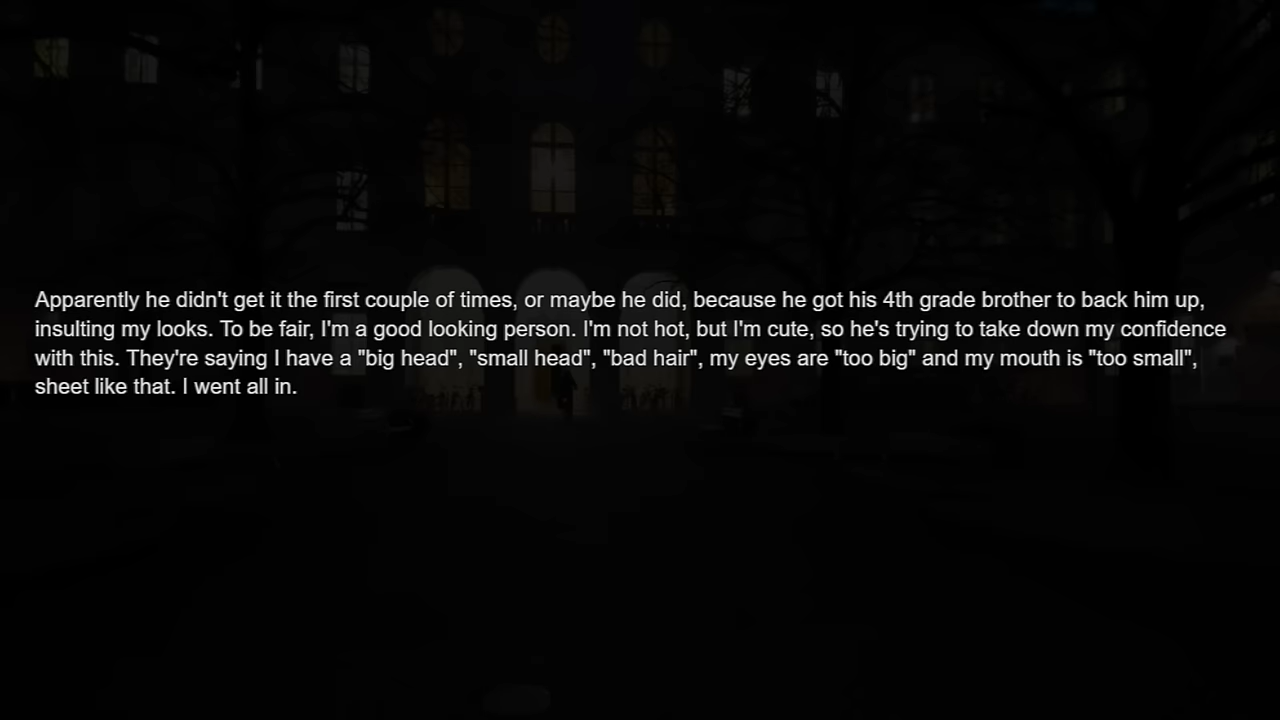 Apparently he didn't get it the first couple of times, or maybe he did, because he got his 4th grade brother to back him up,
insulting my looks. To be fair, I'm a good looking person. I'm not hot, but I'm cute, so he's trying to take down my confidence
with this. They're saying I have a "big head", "small head", "bad hair", my eyes are "too big" and my mouth is "too small",
sheet like that. I went all in.